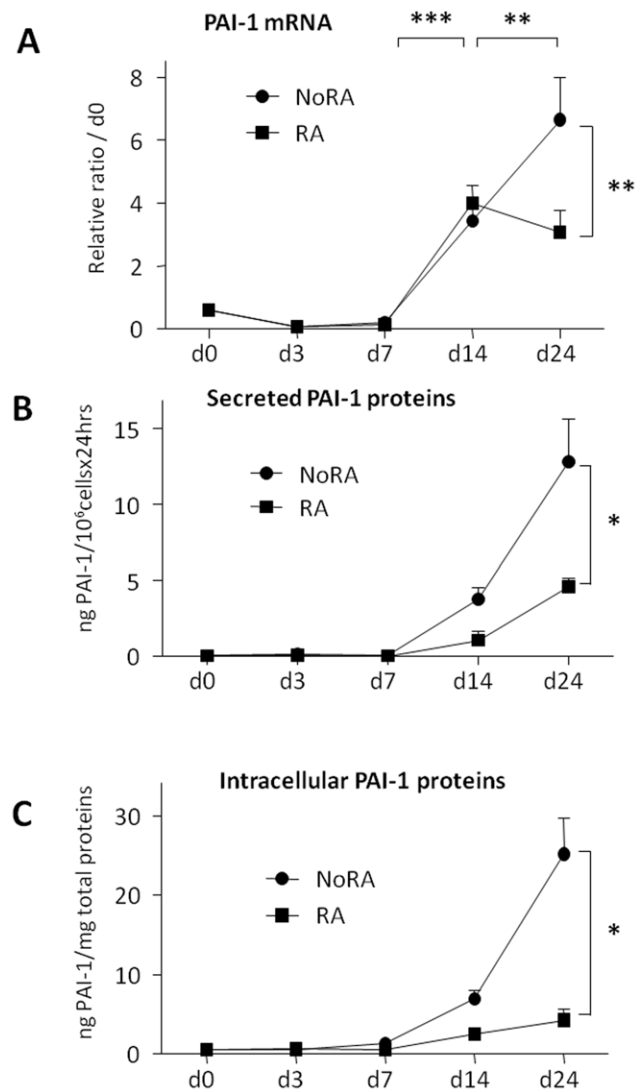 A
PAI-1 mRNA
***
**
Relative ratio / d0
8
6
4
2
0
NoRA
RA
**
d0 d3 d7 d14 d24
B
Secreted PAI-1 proteins
ng PAI-1/10⁶cellsx24hrs
15
10
5
0
NoRA
RA
*
d0 d3 d7 d14 d24
C
Intracellular PAI-1 proteins
ng PAI-1/mg total proteins
30
20
10
0
NoRA
RA
*
d0 d3 d7 d14 d24